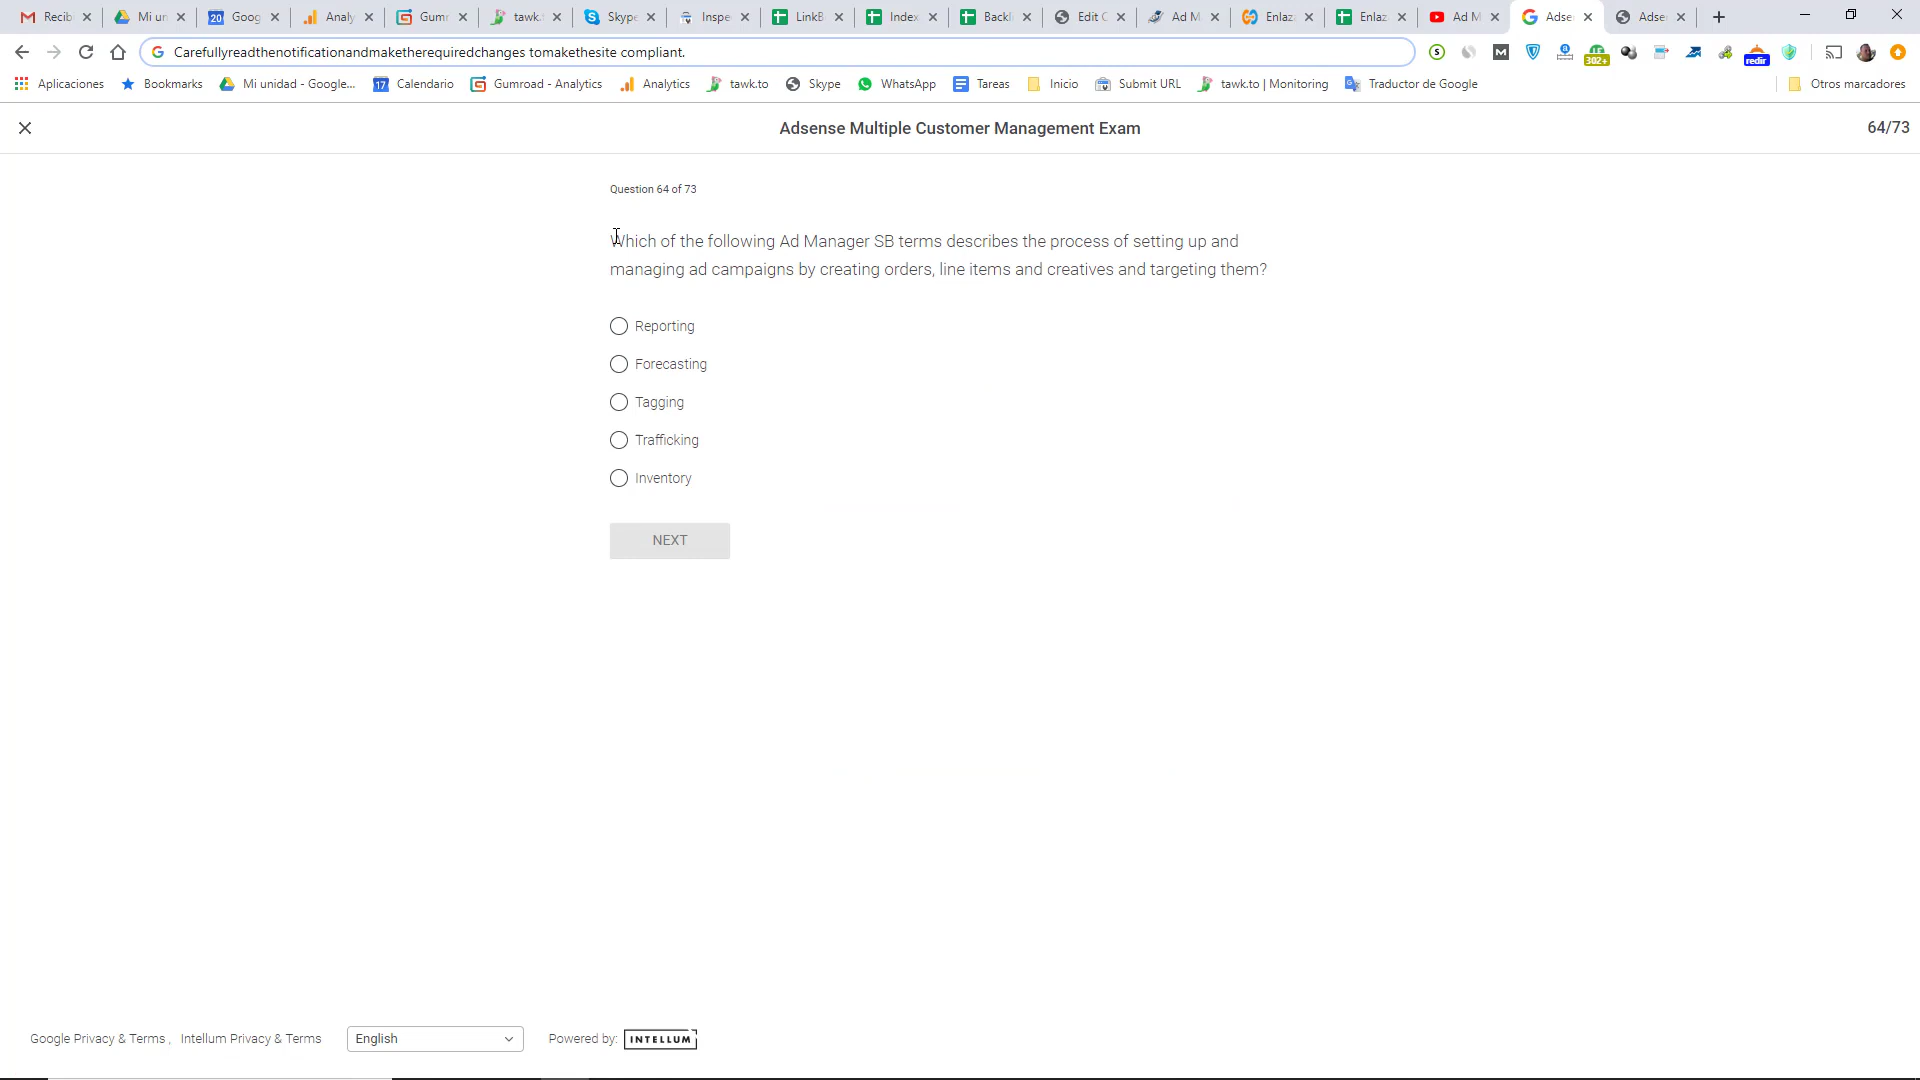 Recib
Mi un
20 Goog
Analy
Gumr
tawk.
Skype
Inspe
LinkB
Index
Backl
Edit C
Ad M
Enlaz
Enlaz
Ad M
Adse
Adse
Carefullyreadthenotificationandmaketherequiredchanges tomakethesite compliant.
302+
redir
Aplicaciones
Bookmarks
Mi unidad - Google...
17 Calendario
Gumroad - Analytics
Analytics
tawk.to
Skype
WhatsApp
Tareas
Inicio
Submit URL
tawk.to | Monitoring
Traductor de Google
Otros marcadores
Adsense Multiple Customer Management Exam
64/73
Question 64 of 73
Which of the following Ad Manager SB terms describes the process of setting up and
managing ad campaigns by creating orders, line items and creatives and targeting them?
Reporting
Forecasting
Tagging
Trafficking
Inventory
NEXT
Google Privacy & Terms , Intellum Privacy & Terms
English
Powered by: INTELLUM